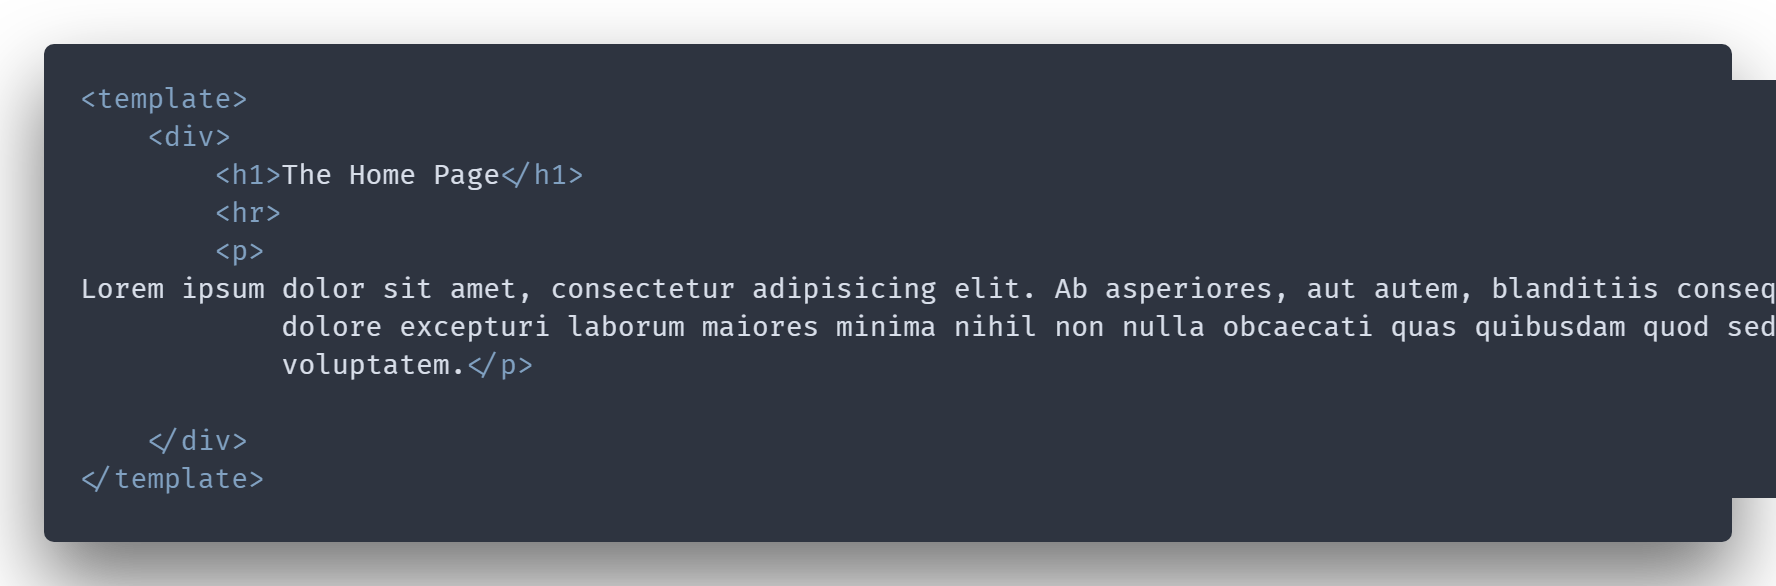 <template>
    <div>
        <h1>The Home Page</h1>
        <hr>
        <p>
Lorem ipsum dolor sit amet, consectetur adipisicing elit. Ab asperiores, aut autem, blanditiis conseq
            dolore excepturi laborum maiores minima nihil non nulla obcaecati quas quibusdam quod sed
            voluptatem.</p>

    </div>
</template>